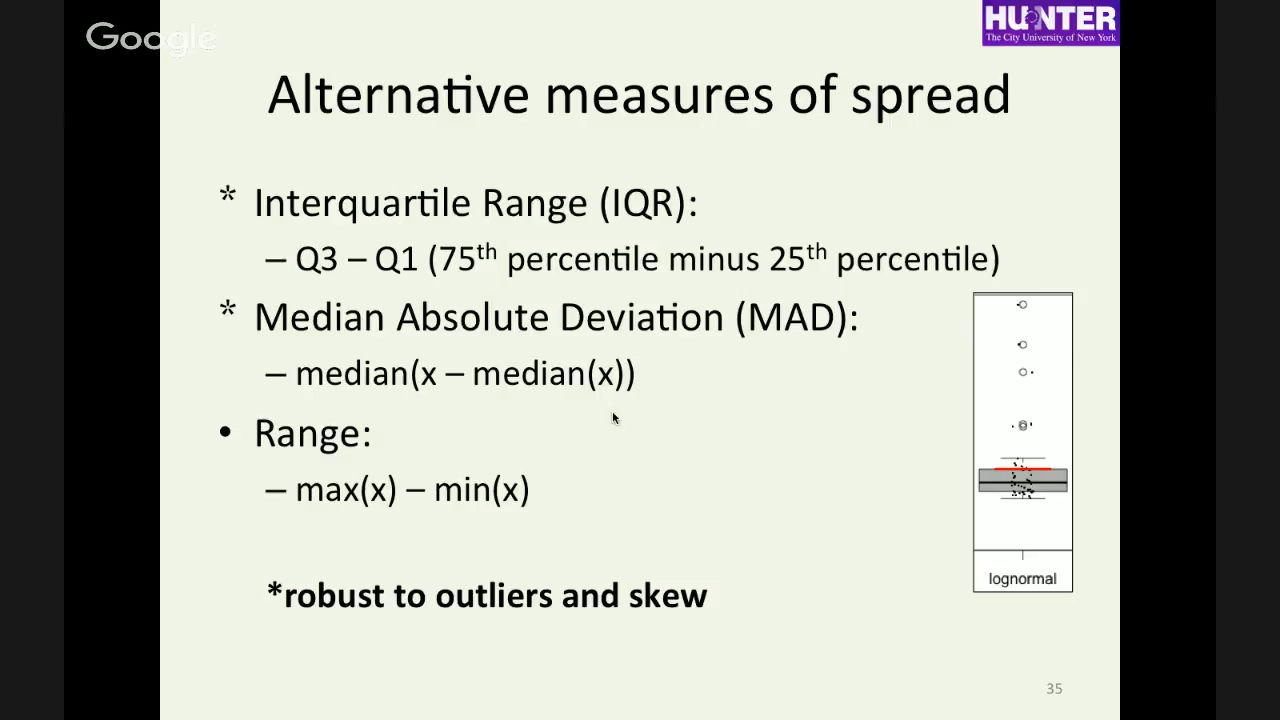 Google
HUNTER
The City University of New York
Alternative measures of spread
* Interquartile Range (IQR):
– Q3 – Q1 (75th percentile minus 25th percentile)
* Median Absolute Deviation (MAD):
– median(x – median(x))
• Range:
– max(x) – min(x)
lognormal
*robust to outliers and skew
35